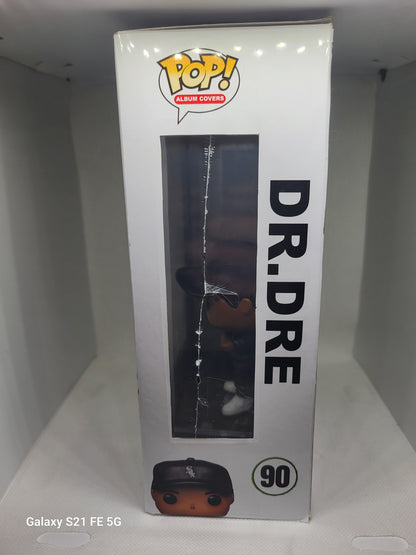 POP!
ALBUM COVERS
DR.DRE
90
Galaxy S21 FE 5G